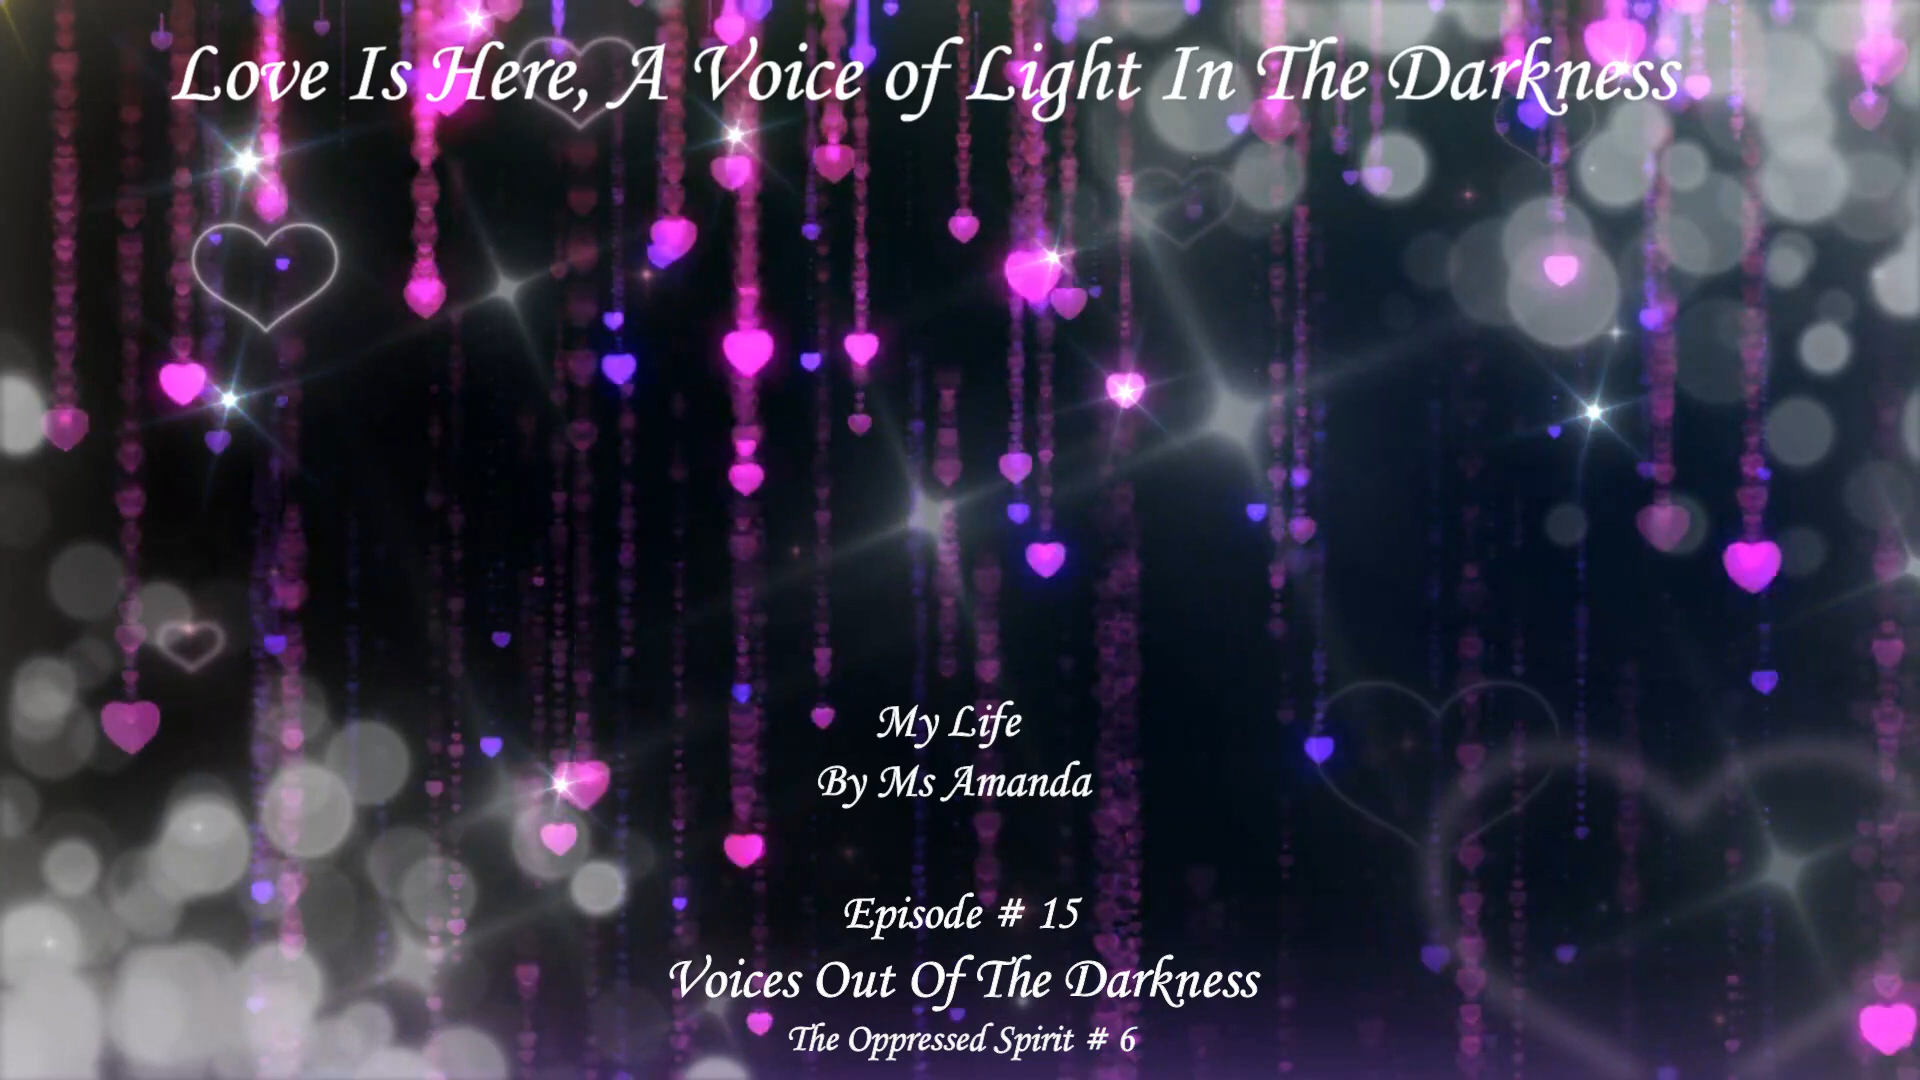 Love Is Here, A Voice of Light In The Darkness
My Life
By Ms Amanda
Episode # 15
Voices Out Of The Darkness
The Oppressed Spirit # 6